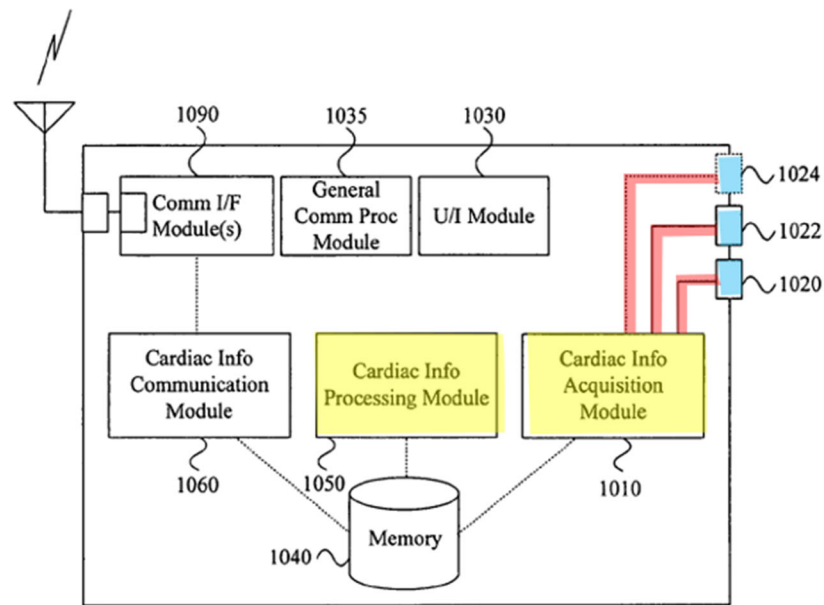 1090
1035
1030
Comm I/F
Module(s)
General
Comm Proc
Module
U/I Module
1024
1022
1020
Cardiac Info
Communication
Module
Cardiac Info
Processing Module
Cardiac Info
Acquisition
Module
1060
1050
1010
Memory
1040